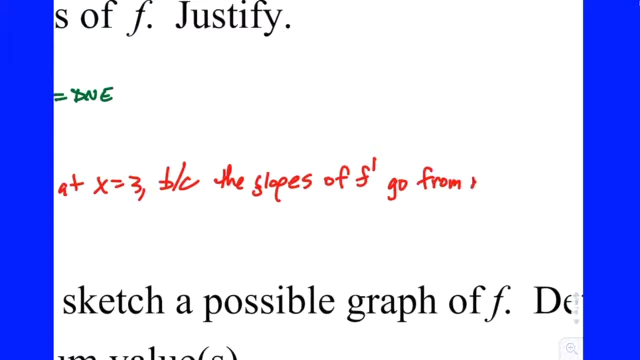 s of f. Justify.
= DNE
at x=3, b/c the slopes of f' go from
sketch a possible graph of f. De
um value(s)